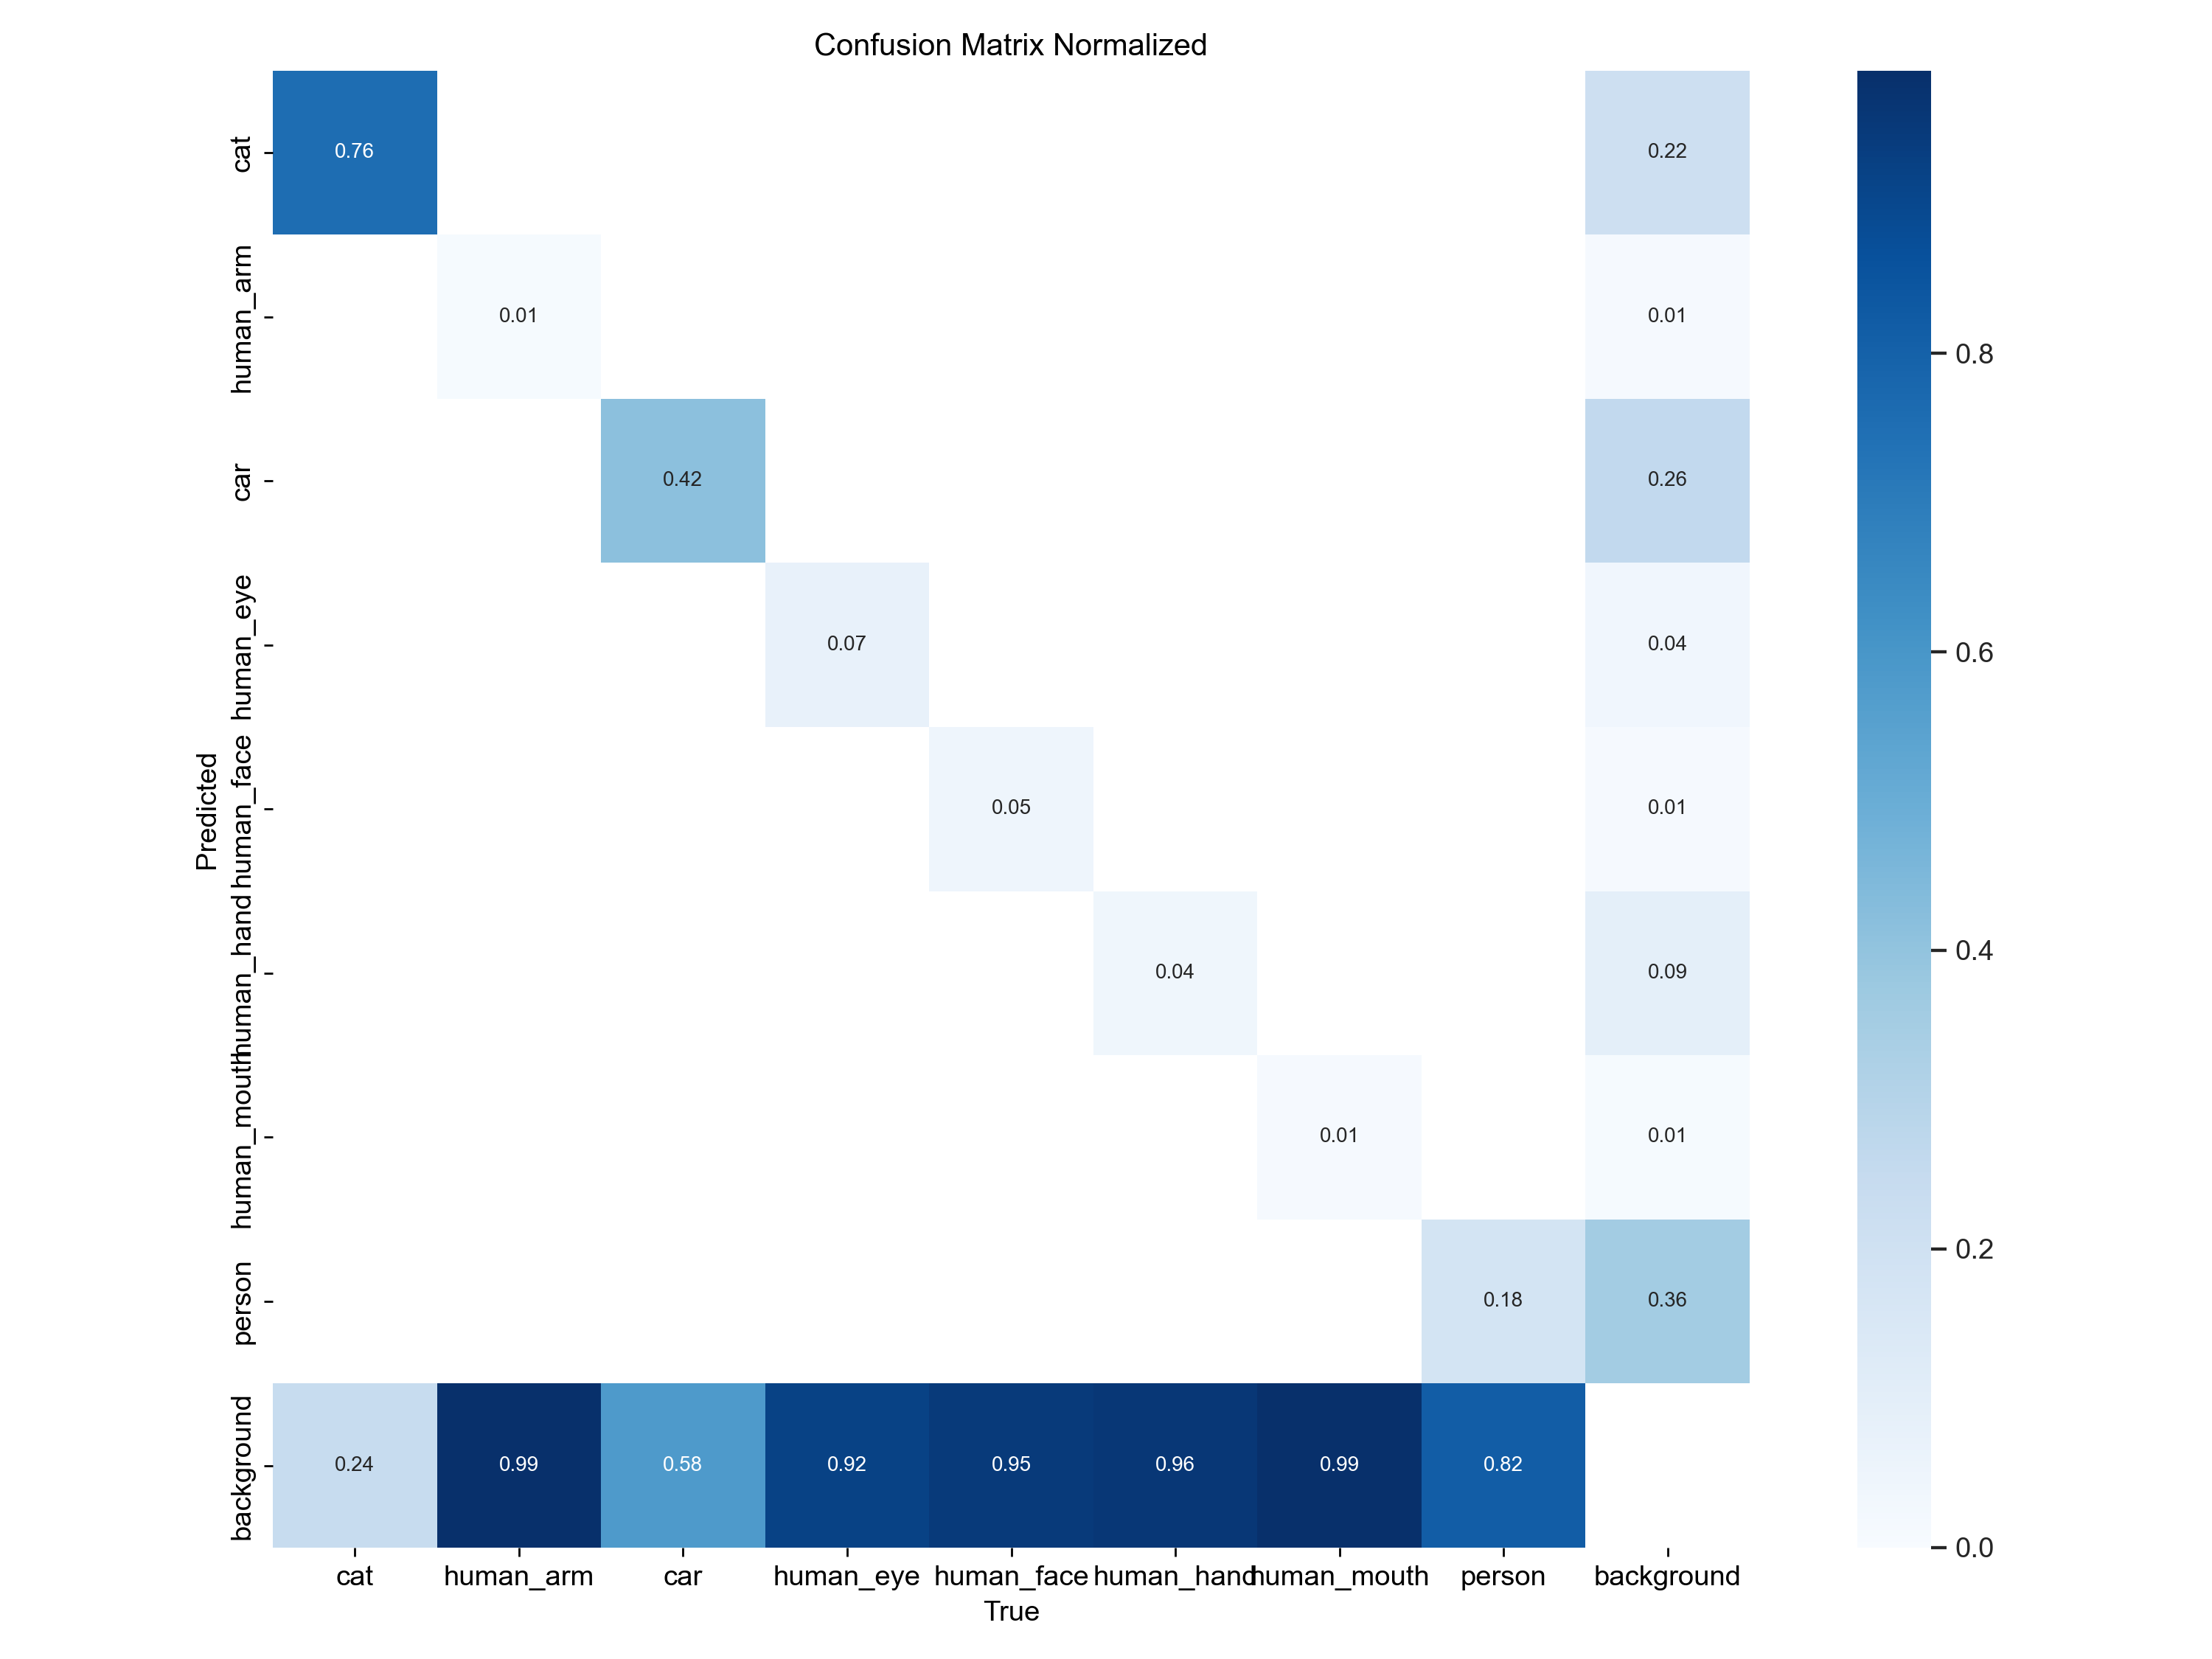 Confusion Matrix Normalized
cat
0.76
0.22
human_arm
0.01
0.01
0.8
car
0.42
0.26
human_eye
0.07
0.04
0.6
Predicted
human_face
0.05
0.01
human_hand
0.04
0.09
0.4
human_mouth
0.01
0.01
person
0.18
0.36
0.2
background
0.24
0.99
0.58
0.92
0.95
0.96
0.99
0.82
0.0
cat
human_arm
car
human_eye
human_face
human_hand
human_mouth
person
background
True